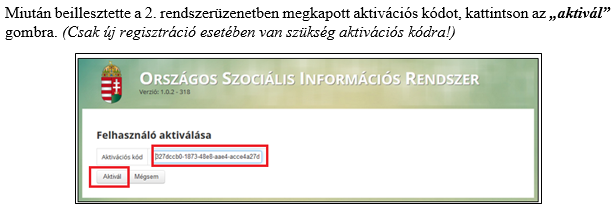 Miután beillesztette a 2. rendszerüzenetben megkapott aktivációs kódot, kattintson az „aktivál”
gombra. (Csak új regisztráció esetében van szükség aktivációs kódra!)
Országos Szociális Információs Rendszer
Verzió: 1.0.2 - 318
Felhasználó aktiválása
Aktivációs kód 027dccb0-1873-48e8-aae4-acce4a27d
Aktivál Mégsem